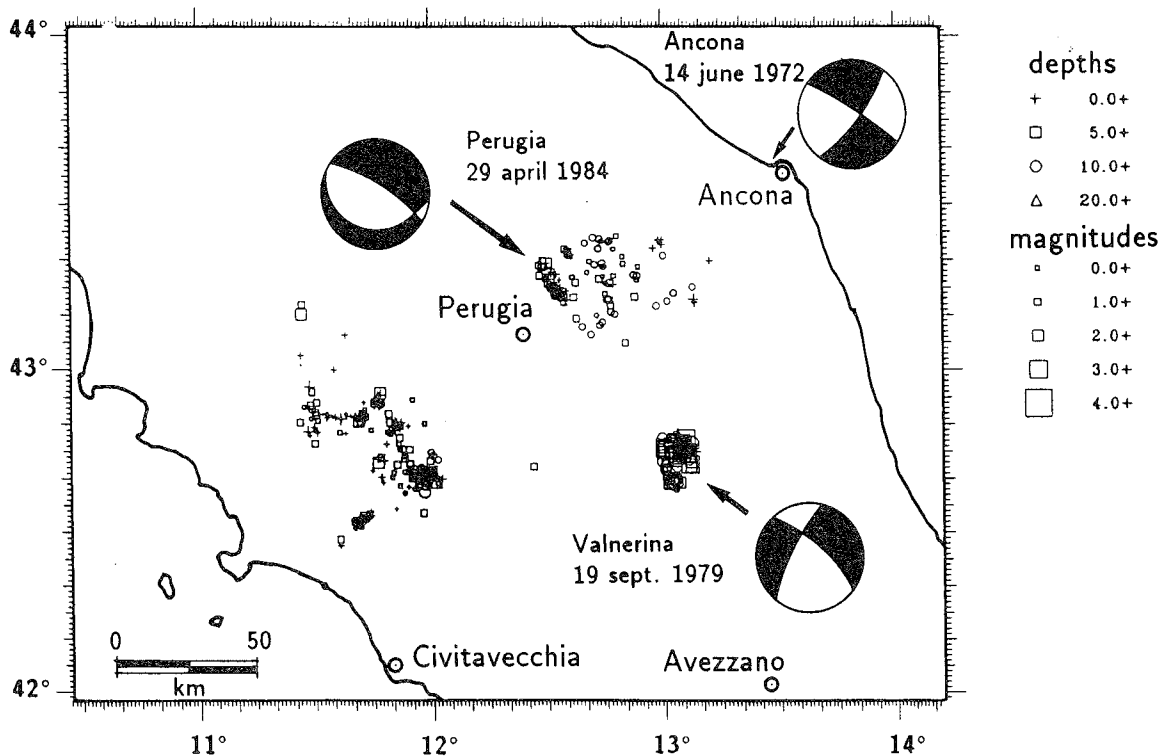 44°
43°
42°
11°
12°
13°
14°
Ancona
14 june 1972
Perugia
29 april 1984
Ancona
Perugia
Valnerina
19 sept. 1979
Civitavecchia
Avezzano
0 50
km
depths
+ 0.0+
□ 5.0+
○ 10.0+
△ 20.0+
magnitudes
□ 0.0+
□ 1.0+
□ 2.0+
□ 3.0+
□ 4.0+